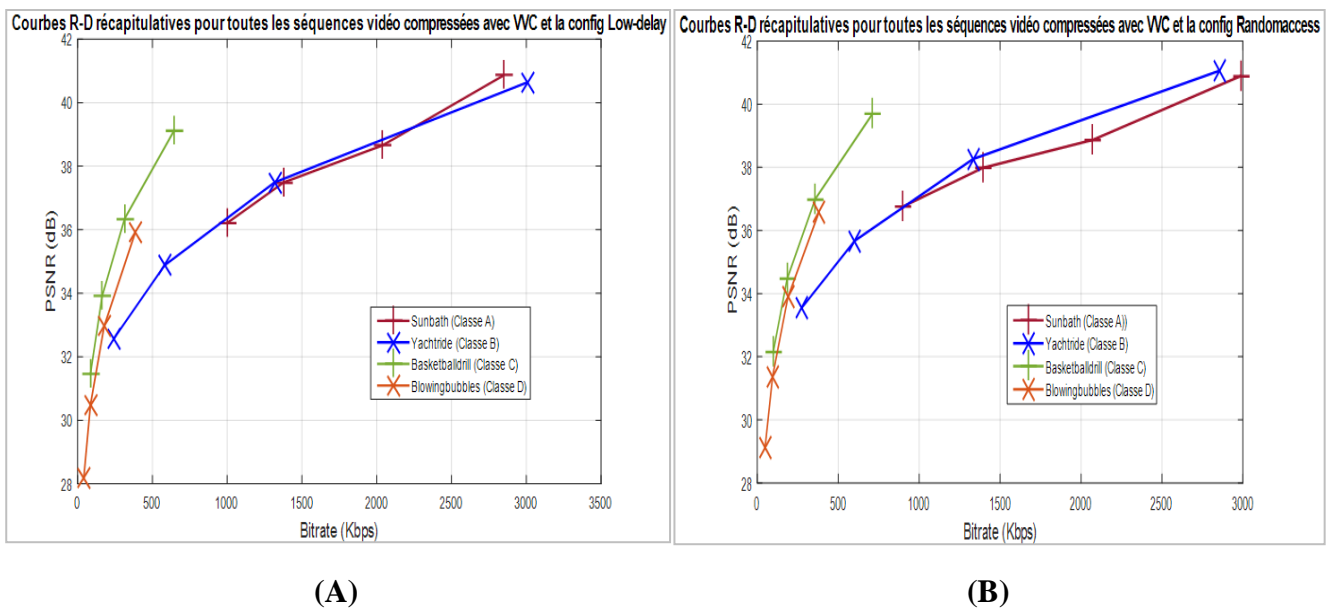 Courbes R-D récapitulatives pour toutes les séquences vidéo compressées avec VVC et la config Low-delay
42
40
38
36
34
32
30
28
PSNR (dB)
Sunbath (Classe A)
Yachtride (Classe B)
Basketballdrill (Classe C)
Blowingbubbles (Classe D)
0 500 1000 1500 2000 2500 3000 3500
Bitrate (Kbps)
(A)
Courbes R-D récapitulatives pour toutes les séquences vidéo compressées avec VVC et la config Randomaccess
42
40
38
36
34
32
30
28
PSNR (dB)
Sunbath (Classe A))
Yachtride (Classe B)
Basketballdrill (Classe C)
Blowingbubbles (Classe D)
0 500 1000 1500 2000 2500 3000
Bitrate (Kbps)
(B)